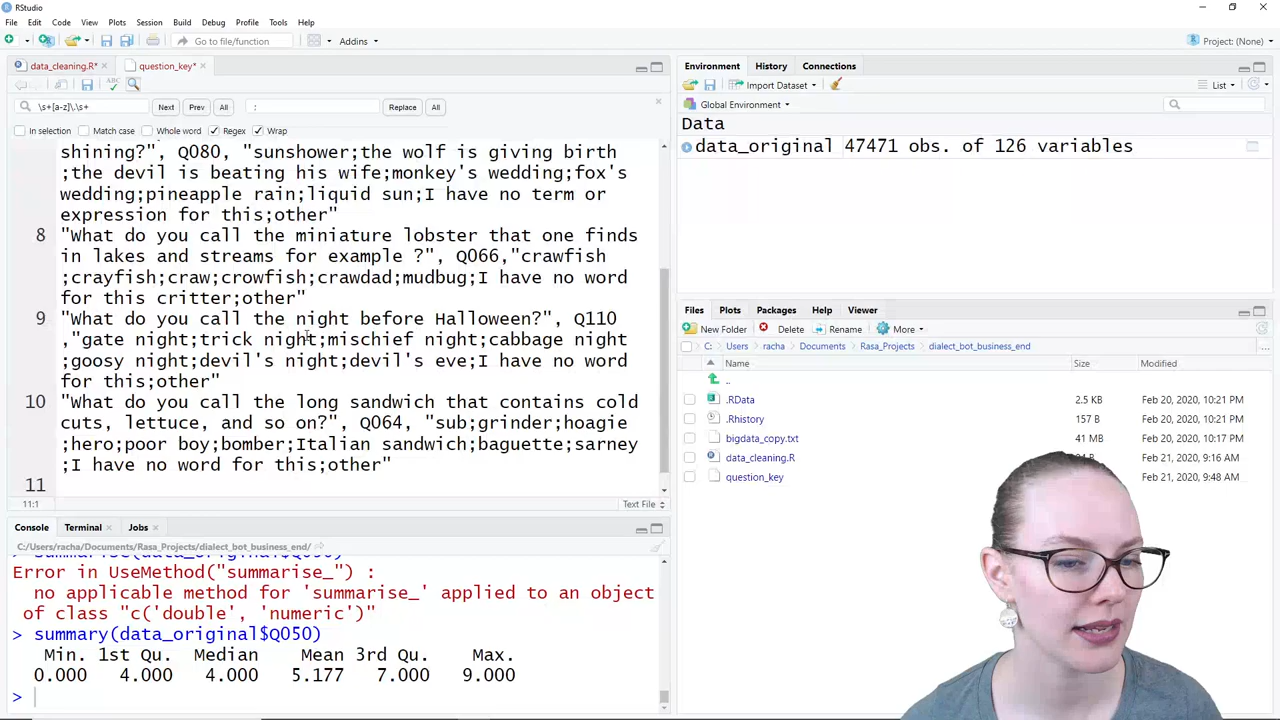 RStudio
File Edit Code View Plots Session Build Debug Profile Tools Help
Go to file/function Addins Project: (None)
data_cleaning.R* question_key*
\s+[a-z]\.\s+ Next Prev All : Replace All
In selection Match case Whole word Regex Wrap
shining?", Q080, "sunshower;the wolf is giving birth
;the devil is beating his wife;monkey's wedding;fox's
wedding;pineapple rain;liquid sun;I have no term or
expression for this;other"
8 "What do you call the miniature lobster that one finds
in lakes and streams for example ?", Q066,"crawfish
;crayfish;craw;crowfish;crawdad;mudbug;I have no word
for this critter;other"
9 "What do you call the night before Halloween?", Q110
,"gate night;trick night;mischief night;cabbage night
;goosy night;devil's night;devil's eve;I have no word
for this;other"
10 "What do you call the long sandwich that contains cold
cuts, lettuce, and so on?", Q064, "sub;grinder;hoagie
;hero;poor boy;bomber;Italian sandwich;baguette;sarney
;I have no word for this;other"
11
11:1 Text File
Console Terminal Jobs
C:/Users/racha/Documents/Rasa_Projects/dialect_bot_business_end/
> summarise(data_original$Q050)
Error in UseMethod("summarise_") :
no applicable method for 'summarise_' applied to an object
of class "c('double', 'numeric')"
> summary(data_original$Q050)
Min. 1st Qu. Median Mean 3rd Qu. Max.
0.000 4.000 4.000 5.177 7.000 9.000
>
Environment History Connections
Import Dataset List
Global Environment
Data
data_original 47471 obs. of 126 variables
Files Plots Packages Help Viewer
New Folder Delete Rename More
C: Users racha Documents Rasa_Projects dialect_bot_business_end ...
Name Size Modified
..
.RData 2.5 KB Feb 20, 2020, 10:21 PM
.Rhistory 157 B Feb 20, 2020, 10:21 PM
bigdata_copy.txt 41 MB Feb 20, 2020, 10:17 PM
data_cleaning.R B Feb 21, 2020, 9:16 AM
question_key Feb 21, 2020, 9:48 AM